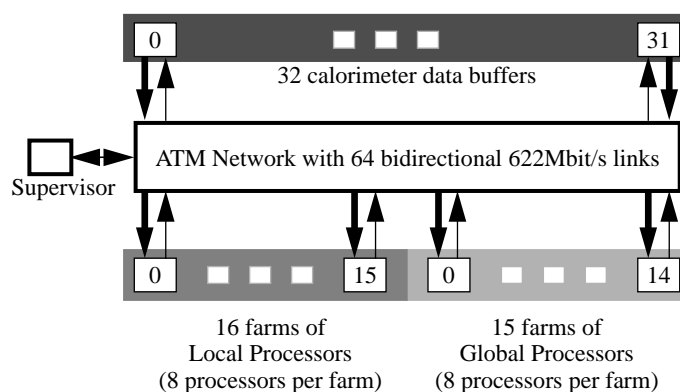 0 31
32 calorimeter data buffers
ATM Network with 64 bidirectional 622Mbit/s links
Supervisor
0 15 0 14
16 farms of
Local Processors
(8 processors per farm)
15 farms of
Global Processors
(8 processors per farm)